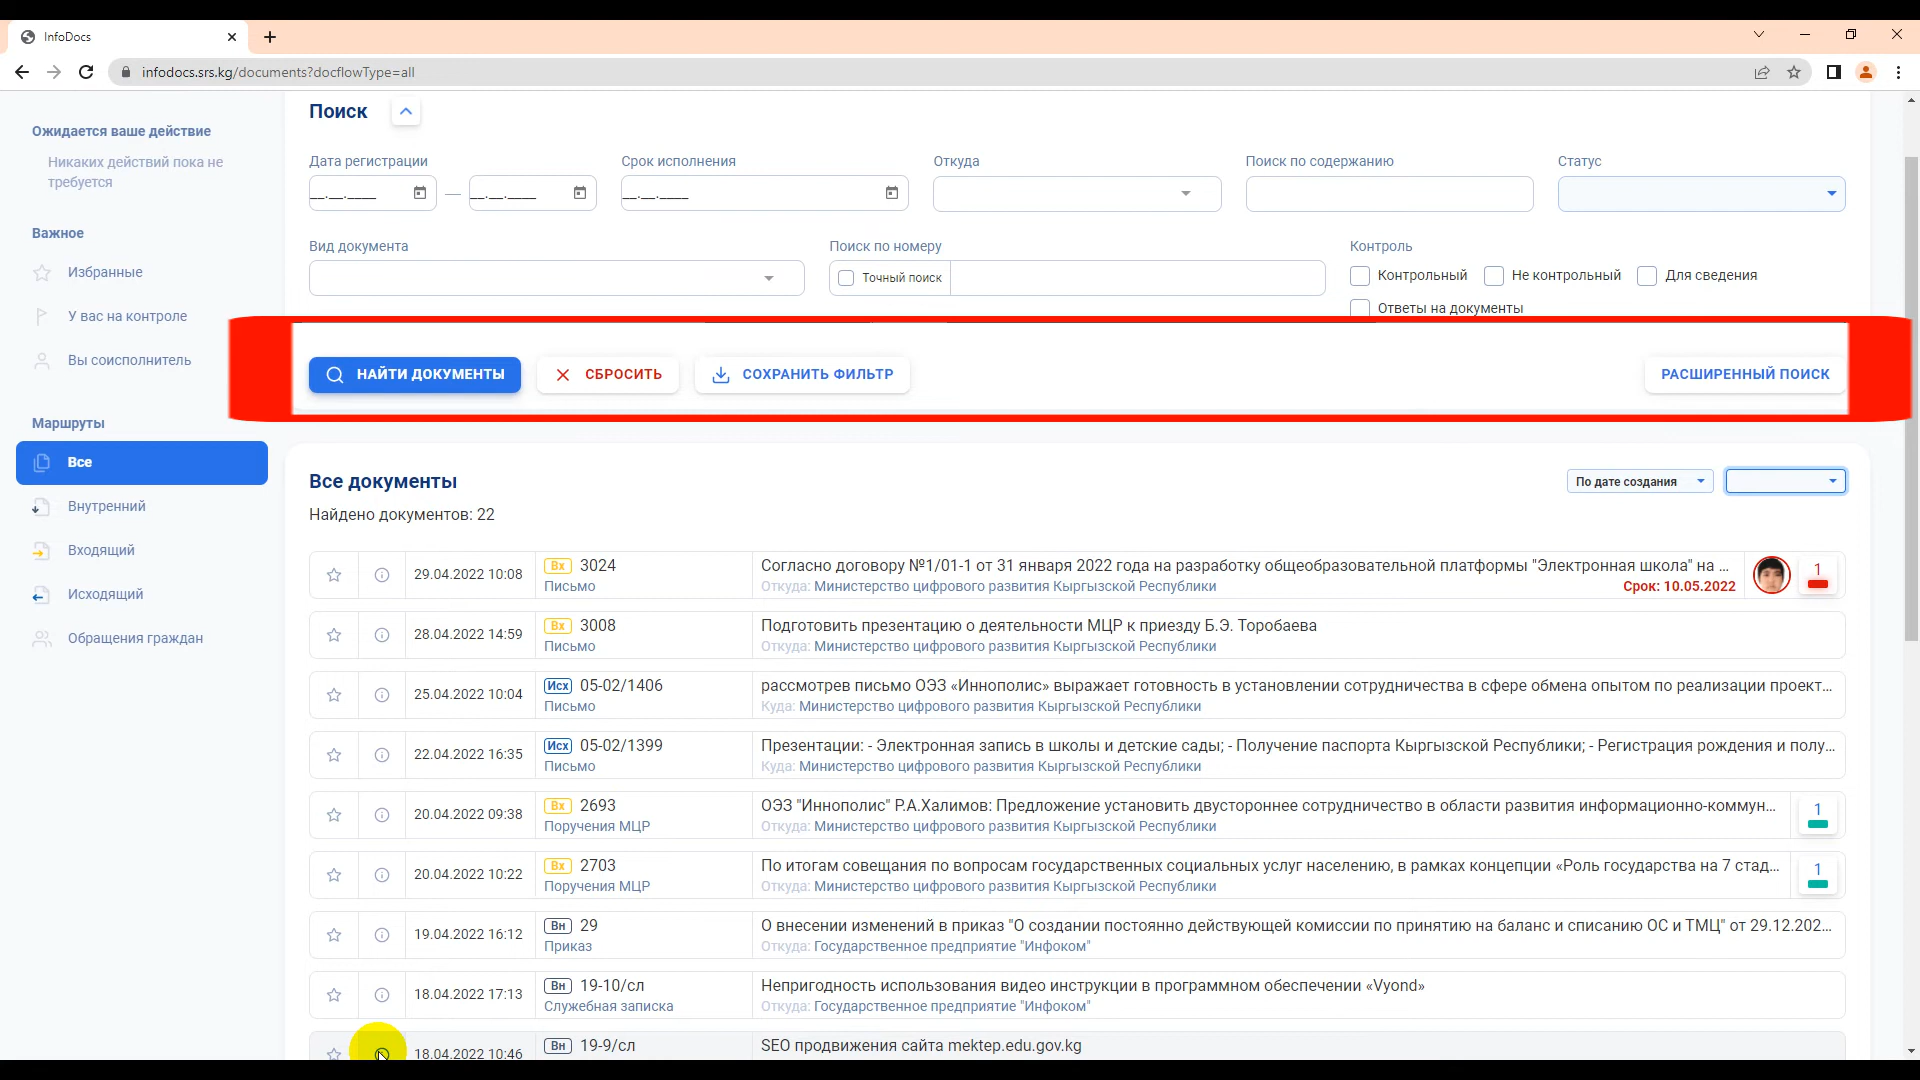 InfoDocs
infodocs.srs.kg/documents?docflowType=all
Ожидается ваше действие
Никаких действий пока не
требуется
Важное
Избранные
У вас на контроле
Вы соисполнитель
Маршруты
Все
Внутренний
Входящий
Исходящий
Обращения граждан
Поиск
Дата регистрации
Срок исполнения
Откуда
Поиск по содержанию
Статус
__.__.____ — __.__.____
__.__.____
Вид документа
Поиск по номеру
Контроль
Точный поиск
Контрольный
Не контрольный
Для сведения
Ответы на документы
НАЙТИ ДОКУМЕНТЫ
СБРОСИТЬ
СОХРАНИТЬ ФИЛЬТР
РАСШИРЕННЫЙ ПОИСК
Все документы
По дате создания
Найдено документов: 22
29.04.2022 10:08
Вх 3024
Письмо
Согласно договору №1/01-1 от 31 января 2022 года на разработку общеобразовательной платформы "Электронная школа" на ...
Откуда: Министерство цифрового развития Кыргызской Республики
Срок: 10.05.2022
1
28.04.2022 14:59
Вх 3008
Письмо
Подготовить презентацию о деятельности МЦР к приезду Б.Э. Торобаева
Откуда: Министерство цифрового развития Кыргызской Республики
25.04.2022 10:04
Исх 05-02/1406
Письмо
рассмотрев письмо ОЭЗ «Иннополис» выражает готовность в установлении сотрудничества в сфере обмена опытом по реализации проект...
Куда: Министерство цифрового развития Кыргызской Республики
22.04.2022 16:35
Исх 05-02/1399
Письмо
Презентации: - Электронная запись в школы и детские сады; - Получение паспорта Кыргызской Республики; - Регистрация рождения и полу...
Куда: Министерство цифрового развития Кыргызской Республики
20.04.2022 09:38
Вх 2693
Поручения МЦР
ОЭЗ "Иннополис" Р.А.Халимов: Предложение установить двустороннее сотрудничество в области развития информационно-коммун...
Откуда: Министерство цифрового развития Кыргызской Республики
1
20.04.2022 10:22
Вх 2703
Поручения МЦР
По итогам совещания по вопросам государственных социальных услуг населению, в рамках концепции «Роль государства на 7 стад...
Откуда: Министерство цифрового развития Кыргызской Республики
1
19.04.2022 16:12
Вн 29
Приказ
О внесении изменений в приказ "О создании постоянно действующей комиссии по принятию на баланс и списанию ОС и ТМЦ" от 29.12.202...
Откуда: Государственное предприятие "Инфоком"
18.04.2022 17:13
Вн 19-10/сл
Служебная записка
Непригодность использования видео инструкции в программном обеспечении «Vyond»
Откуда: Государственное предприятие "Инфоком"
18.04.2022 10:46
Вн 19-9/сл
SEO продвижения сайта mektep.edu.gov.kg